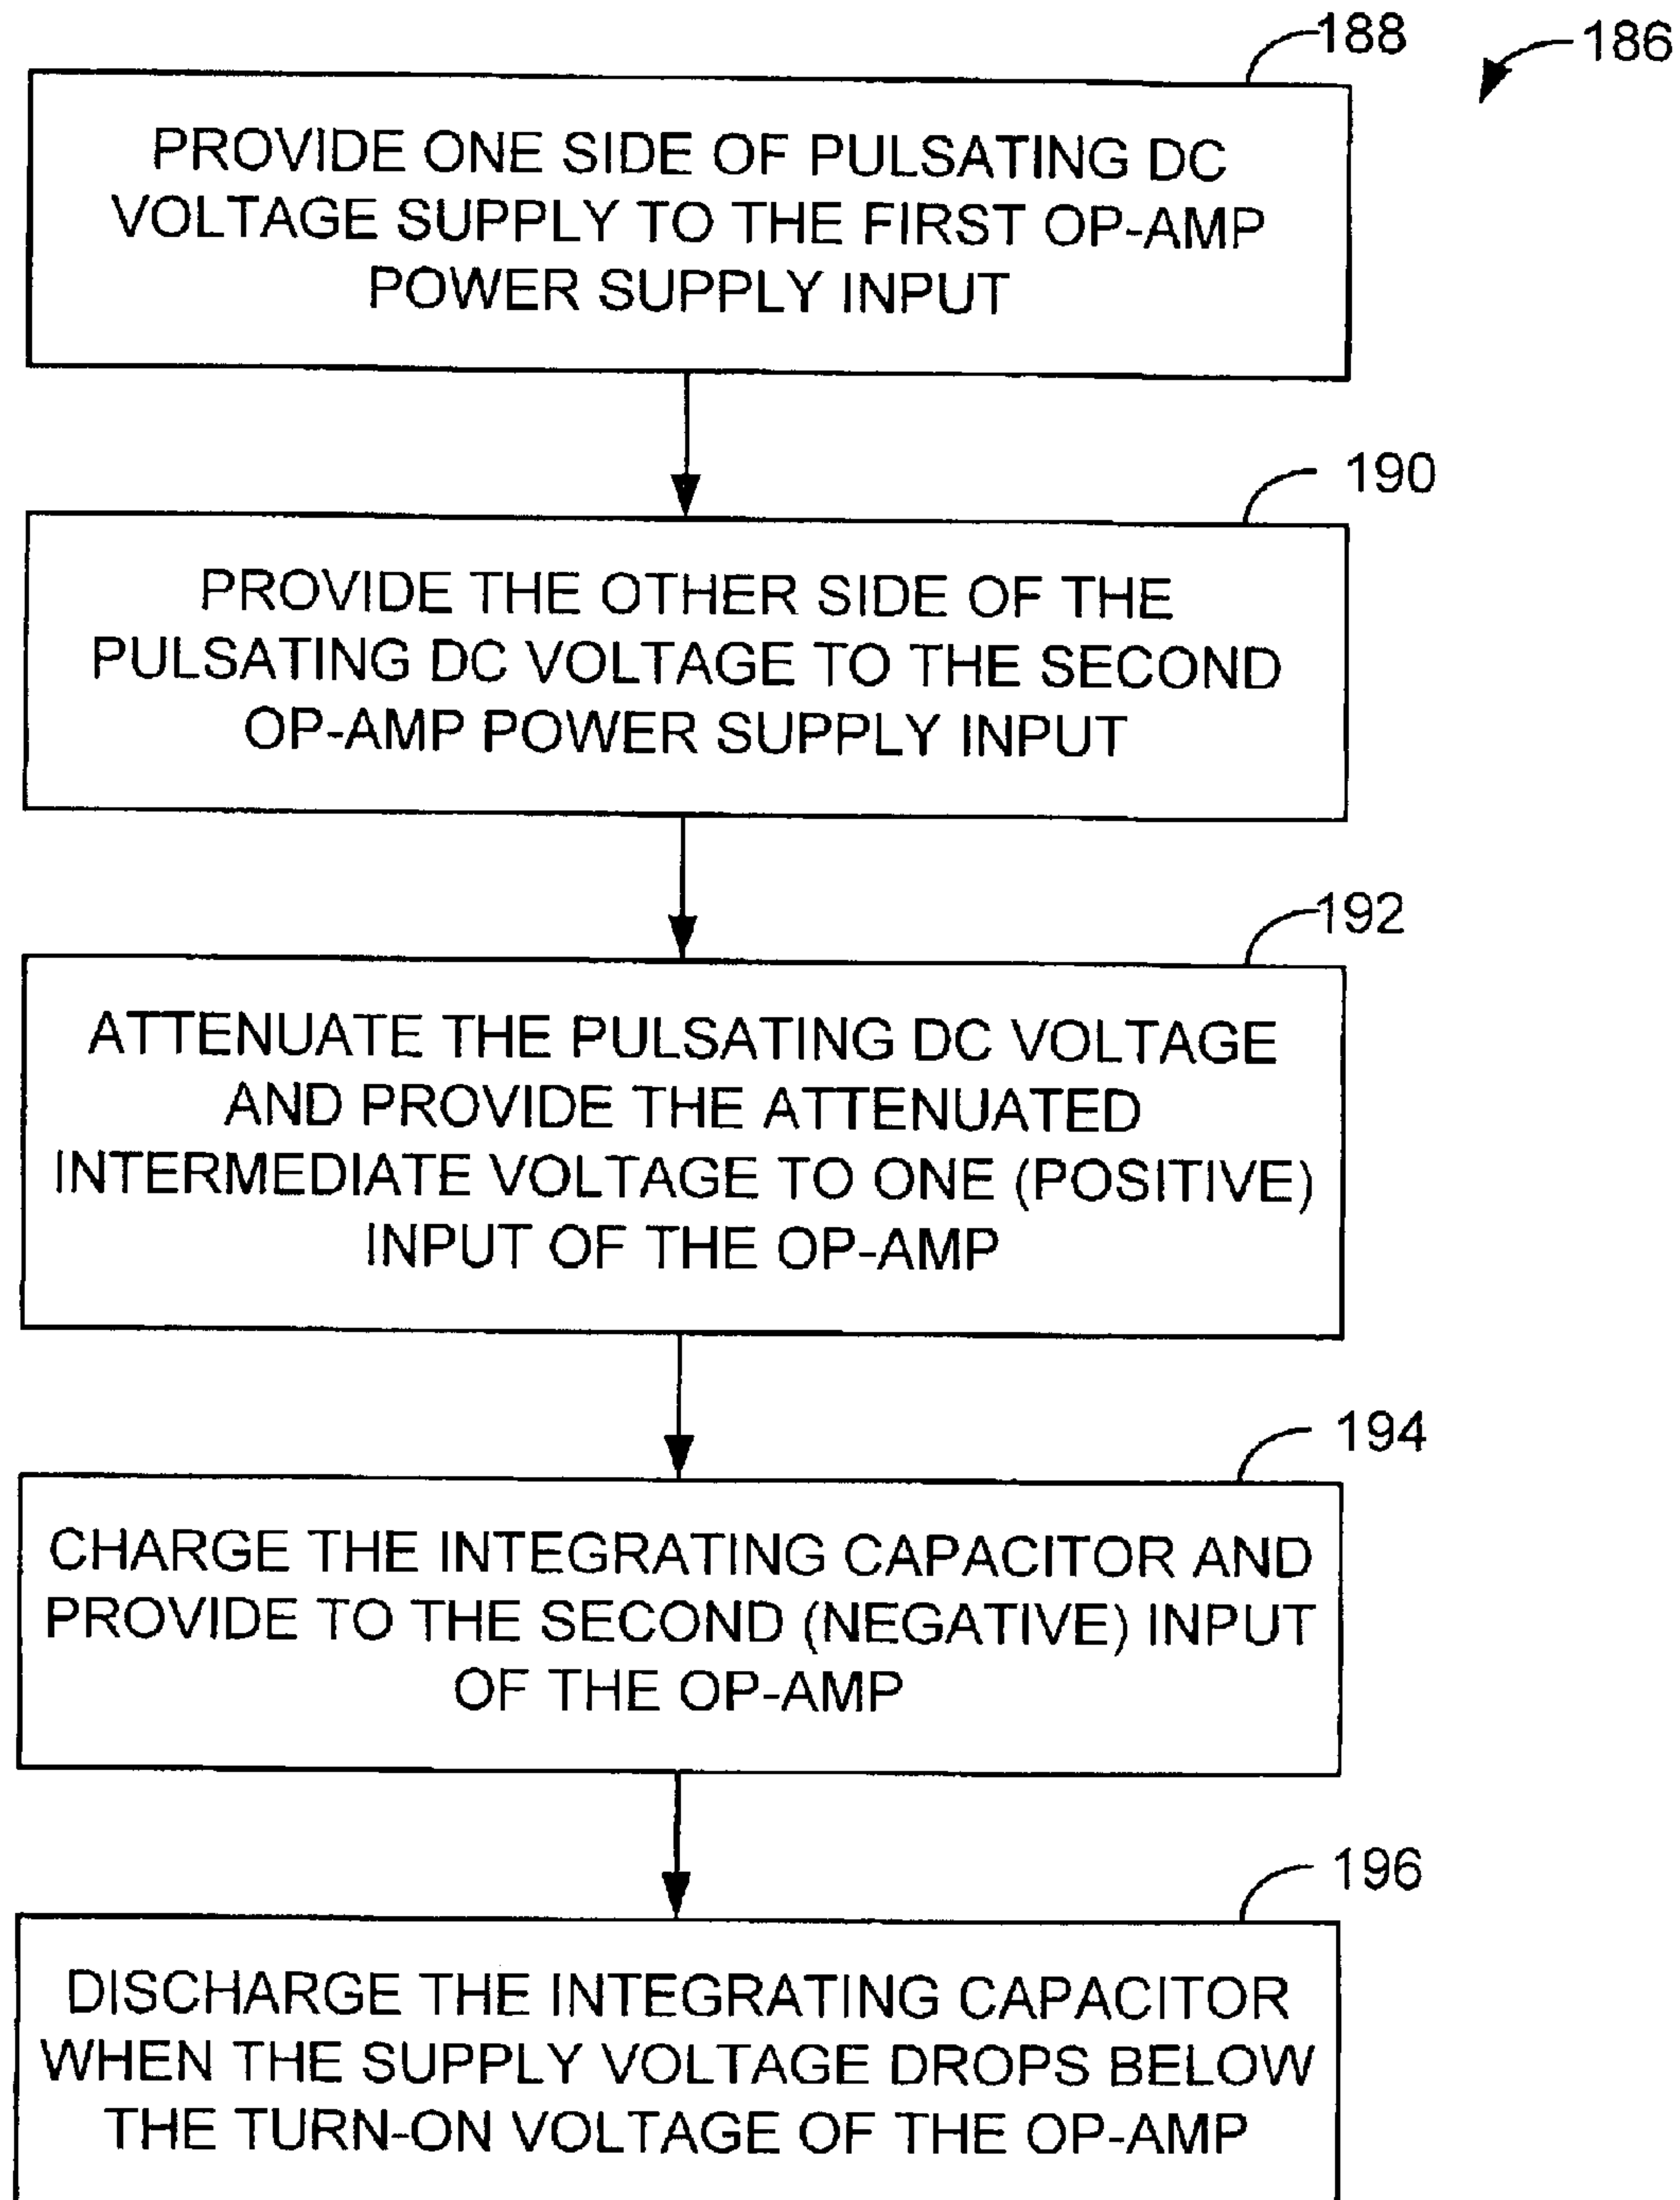 188
186
PROVIDE ONE SIDE OF PULSATING DC
VOLTAGE SUPPLY TO THE FIRST OP-AMP
POWER SUPPLY INPUT
190
PROVIDE THE OTHER SIDE OF THE
PULSATING DC VOLTAGE TO THE SECOND
OP-AMP POWER SUPPLY INPUT
192
ATTENUATE THE PULSATING DC VOLTAGE
AND PROVIDE THE ATTENUATED
INTERMEDIATE VOLTAGE TO ONE (POSITIVE)
INPUT OF THE OP-AMP
194
CHARGE THE INTEGRATING CAPACITOR AND
PROVIDE TO THE SECOND (NEGATIVE) INPUT
OF THE OP-AMP
196
DISCHARGE THE INTEGRATING CAPACITOR
WHEN THE SUPPLY VOLTAGE DROPS BELOW
THE TURN-ON VOLTAGE OF THE OP-AMP